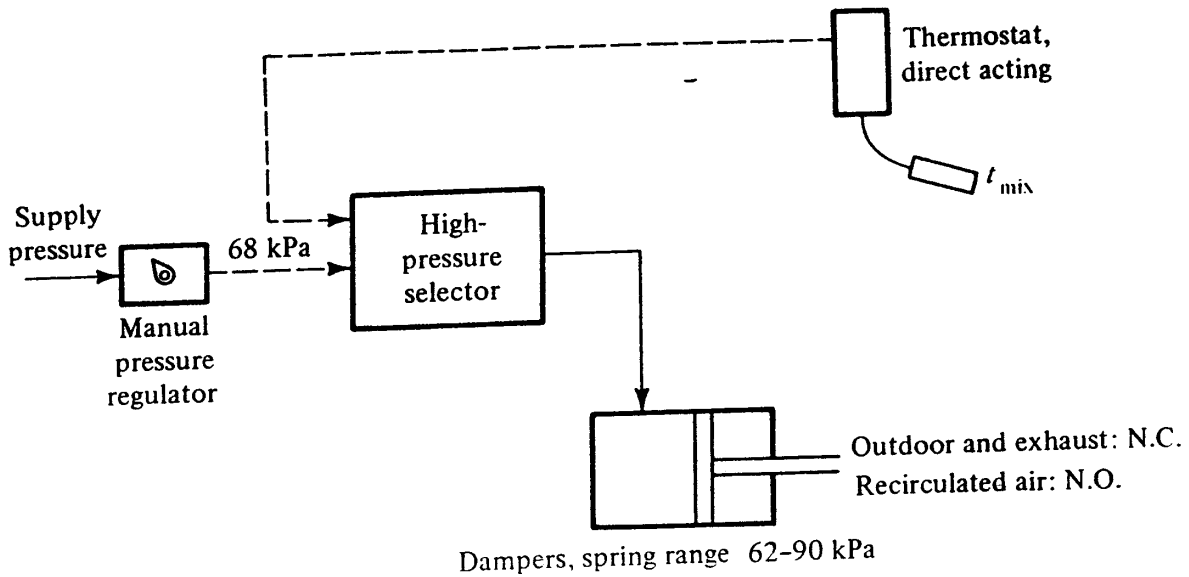 Thermostat,
direct acting
t mix
Supply
pressure
68 kPa
High-
pressure
selector
Manual
pressure
regulator
Outdoor and exhaust: N.C.
Recirculated air: N.O.
Dampers, spring range 62–90 kPa